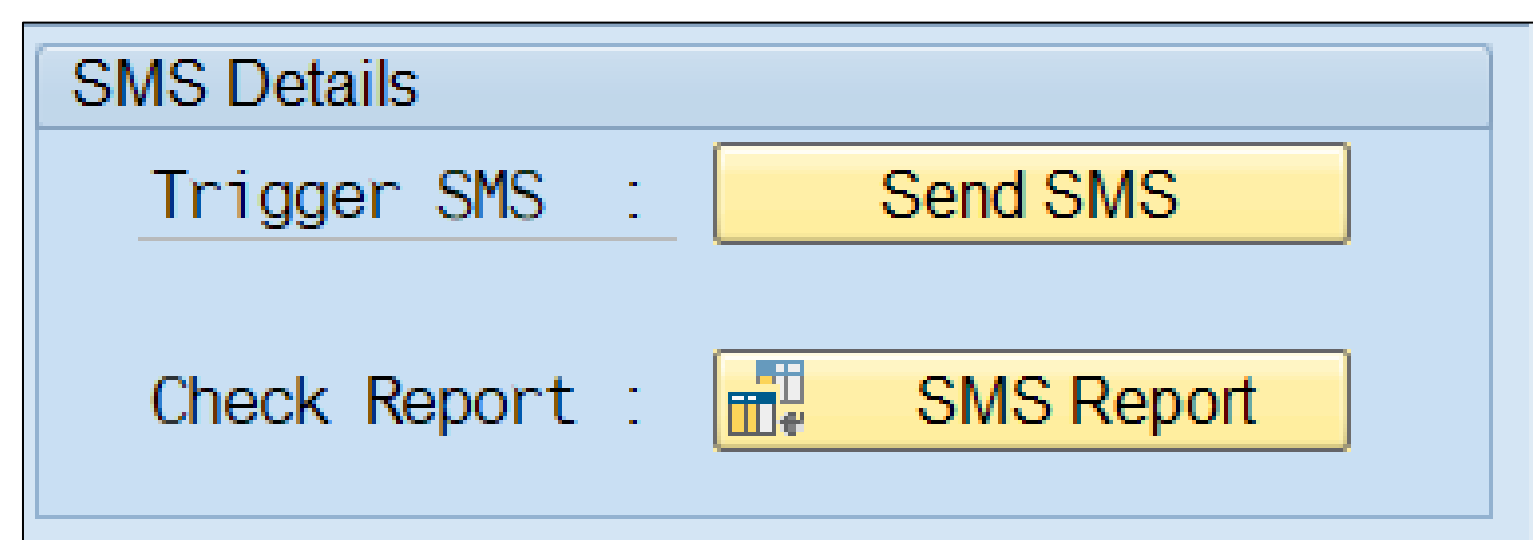 SMS Details
Trigger SMS : Send SMS
Check Report : SMS Report